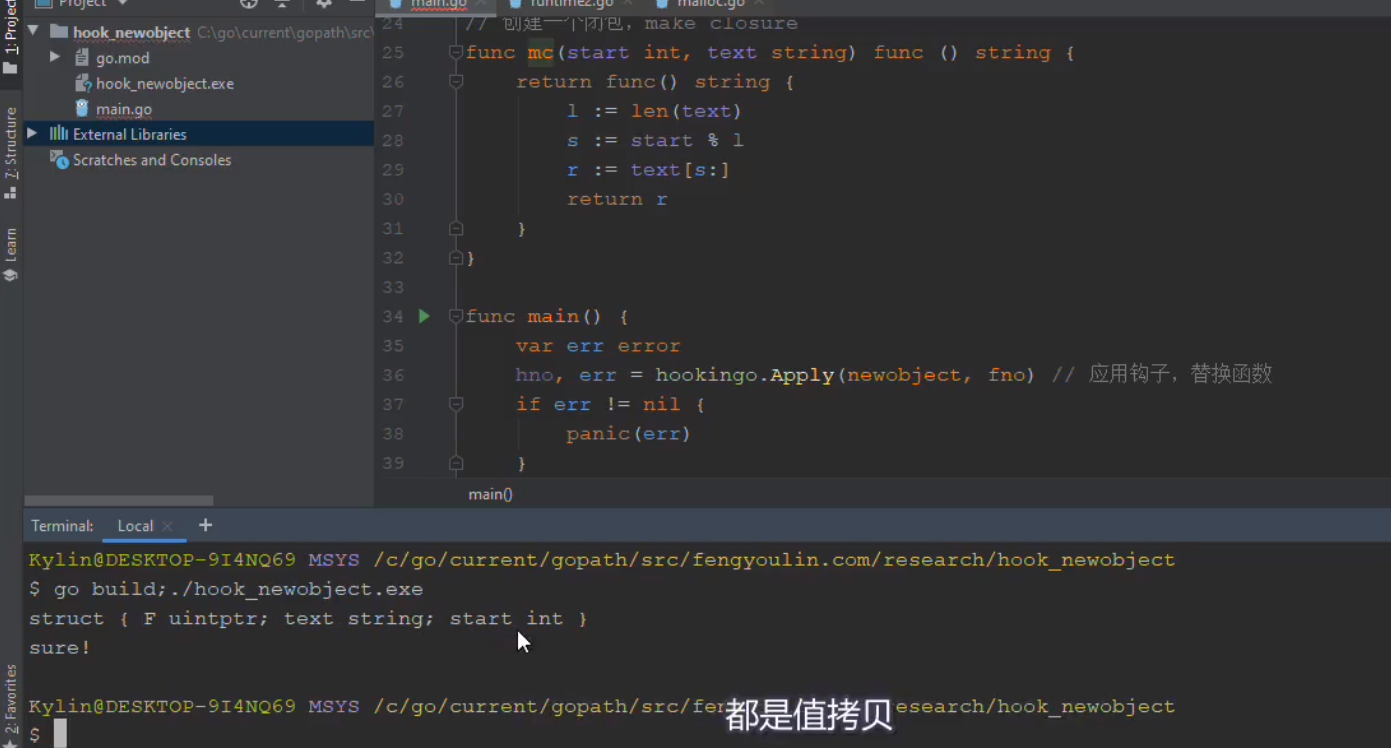 Project
main.go
runtime2.go
malloc.go
1: Project
hook_newobject C:\go\current\gopath\src\
go.mod
hook_newobject.exe
main.go
External Libraries
Scratches and Consoles
7: Structure
Learn
2: Favorites
24 // 创建一个闭包，make closure
25 func mc(start int, text string) func () string {
26 return func() string {
27 l := len(text)
28 s := start % l
29 r := text[s:]
30 return r
31 }
32 }
33
34 func main() {
35 var err error
36 hno, err = hookingo.Apply(newobject, fno) // 应用钩子，替换函数
37 if err != nil {
38 panic(err)
39 }
main()
Terminal: Local +
Kylin@DESKTOP-9I4NQ69 MSYS /c/go/current/gopath/src/fengyoulin.com/research/hook_newobject
$ go build;./hook_newobject.exe
struct { F uintptr; text string; start int }
sure!
Kylin@DESKTOP-9I4NQ69 MSYS /c/go/current/gopath/src/fen research/hook_newobject
都是值拷贝
$